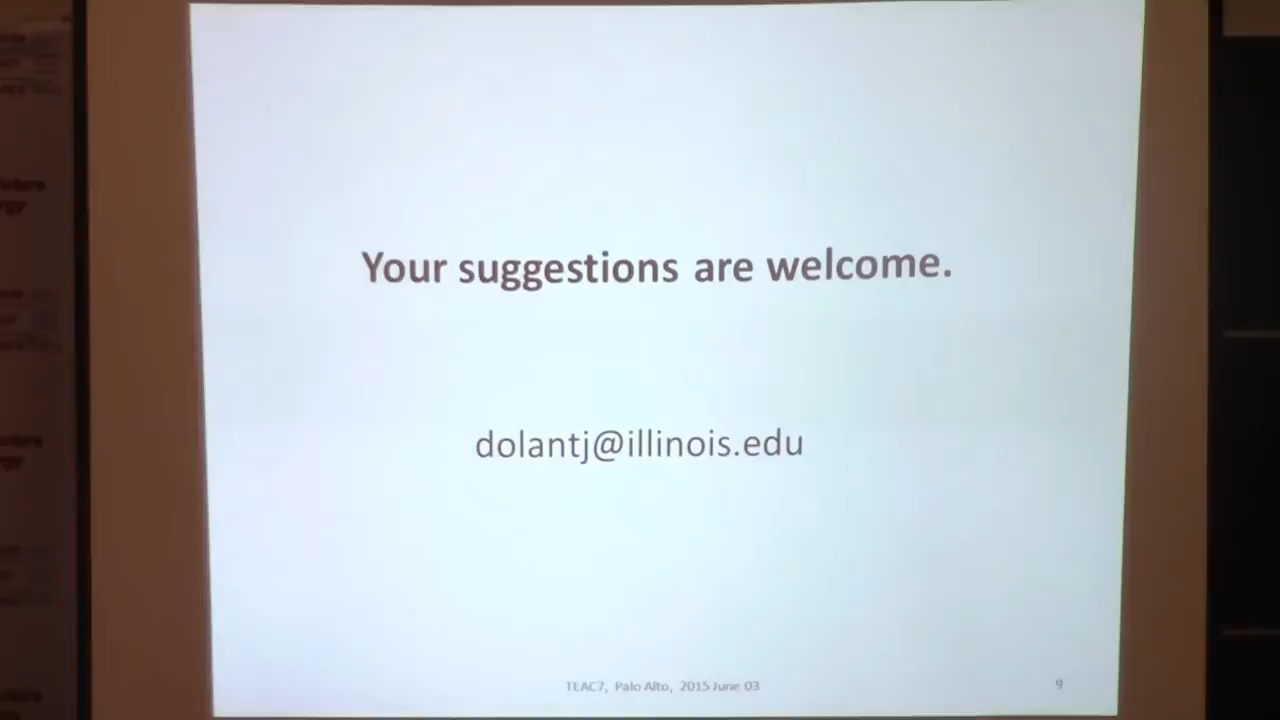 Your suggestions are welcome.
dolantj@illinois.edu
TEAC7, Palo Alto, 2015 June 03
9